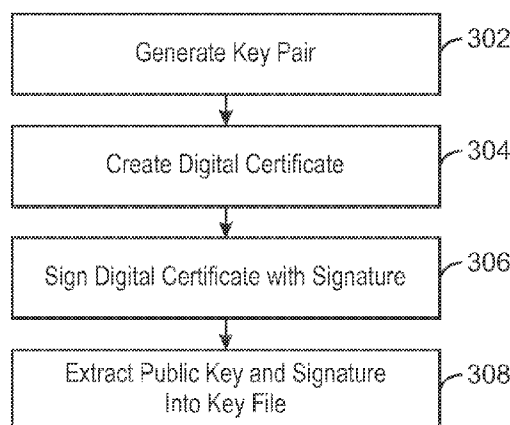 Generate Key Pair
302
Create Digital Certificate
304
Sign Digital Certificate with Signature
306
Extract Public Key and Signature
Into Key File
308